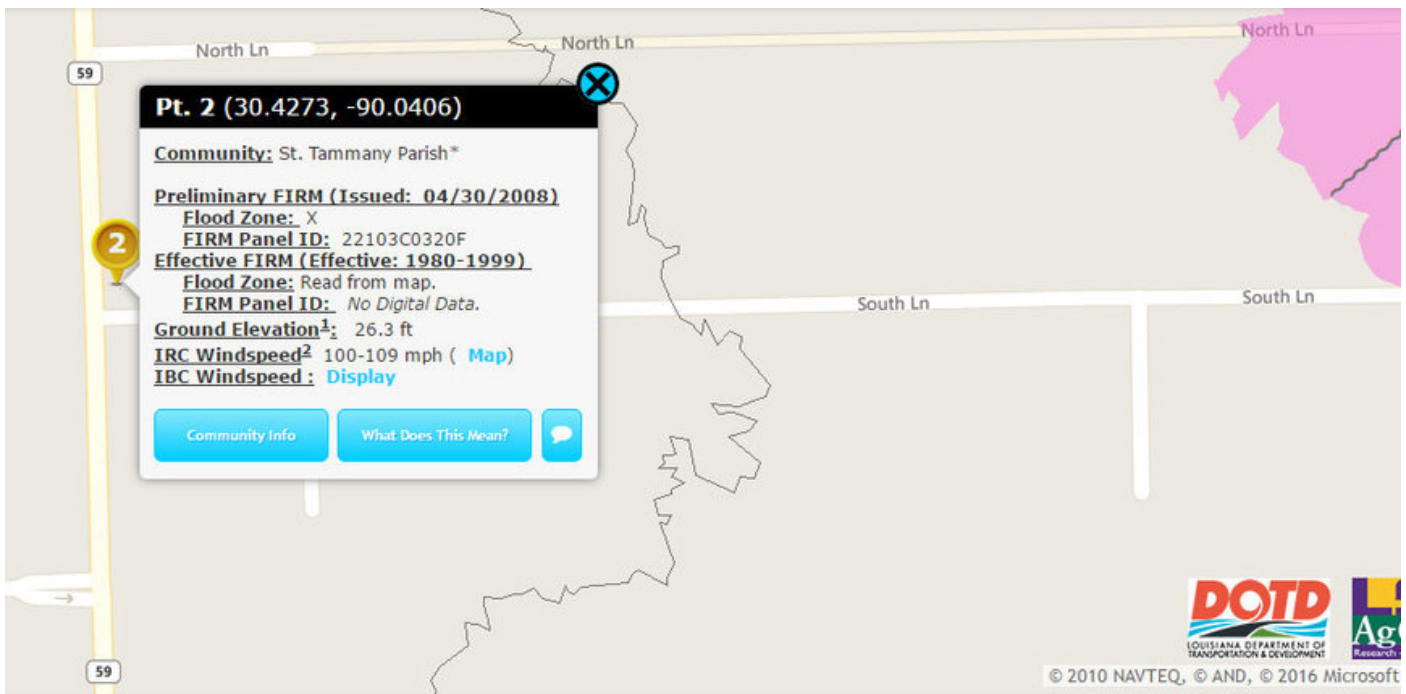 North Ln
North Ln
North Ln
59
Pt. 2 (30.4273, -90.0406)
Community: St. Tammany Parish*
Preliminary FIRM (Issued: 04/30/2008)
Flood Zone: X
FIRM Panel ID: 22103C0320F
2
Effective FIRM (Effective: 1980-1999)
Flood Zone: Read from map.
FIRM Panel ID: No Digital Data.
South Ln
South Ln
Ground Elevation1: 26.3 ft
IRC Windspeed2 100-109 mph ( Map)
IBC Windspeed : Display
Community Info
What Does This Mean?
59
DOTD
LOUISIANA DEPARTMENT OF
TRANSPORTATION & DEVELOPMENT
Research
© 2010 NAVTEQ, © AND, © 2016 Microsoft